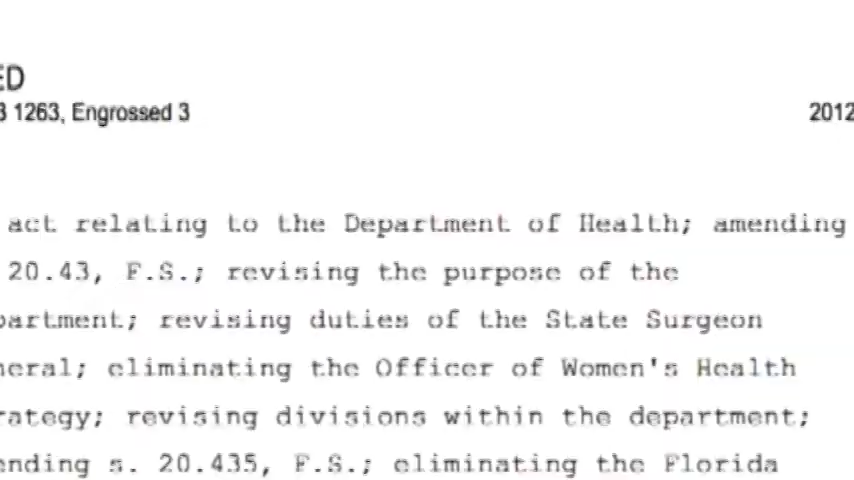 ED
3 1263, Engrossed 3 2012
act relating to the Department of Health; amending
20.43, F.S.; revising the purpose of the
partment; revising duties of the State Surgeon
neral; eliminating the Officer of Women's Health
rategy; revising divisions within the department;
ending s. 20.435, F.S.; eliminating the Florida